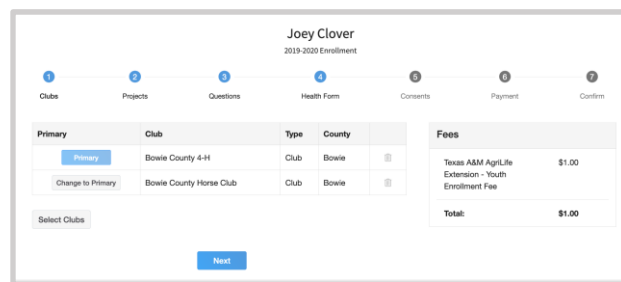 Joey Clover
2019-2020 Enrollment
1 2 3 4 5 6 7
Clubs Projects Questions Health Form Consents Payment Confirm
Primary Club Type County
Primary Bowie County 4-H Club Bowie
Change to Primary Bowie County Horse Club Club Bowie
Select Clubs
Next
Fees
Texas A&M AgriLife $1.00
Extension - Youth
Enrollment Fee
Total: $1.00